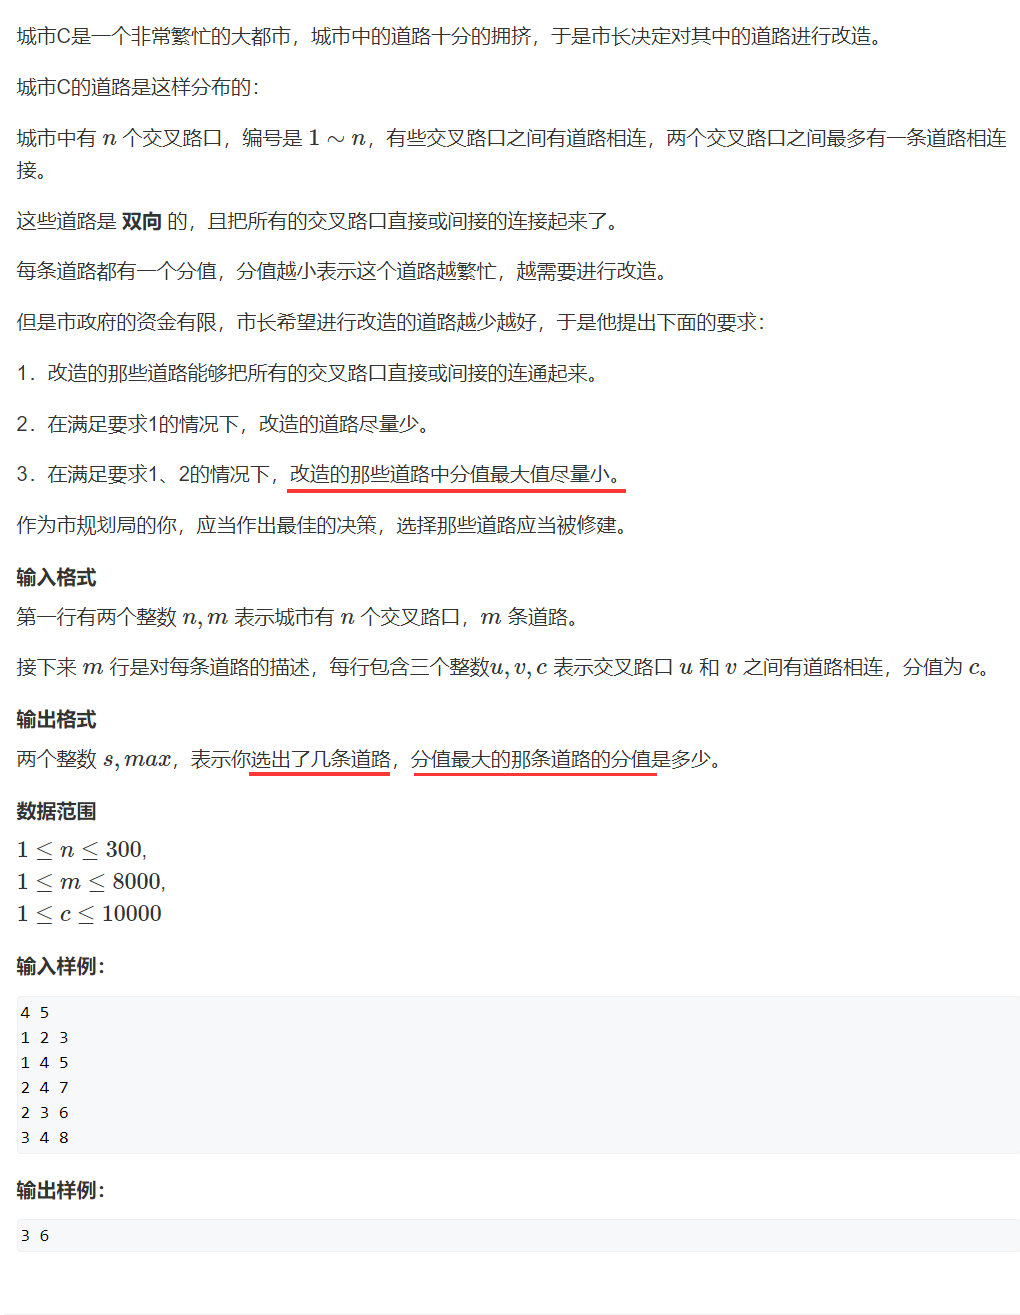 城市C是一个非常繁忙的大都市，城市中的道路十分的拥挤，于是市长决定对其中的道路进行改造。
城市C的道路是这样分布的：
城市中有 n 个交叉路口，编号是 1 ∼ n，有些交叉路口之间有道路相连，两个交叉路口之间最多有一条道路相连
接。
这些道路是 双向 的，且把所有的交叉路口直接或间接的连接起来了。
每条道路都有一个分值，分值越小表示这个道路越繁忙，越需要进行改造。
但是市政府的资金有限，市长希望进行改造的道路越少越好，于是他提出下面的要求：
1．改造的那些道路能够把所有的交叉路口直接或间接的连通起来。
2．在满足要求1的情况下，改造的道路尽量少。
3．在满足要求1、2的情况下，改造的那些道路中分值最大值尽量小。
作为市规划局的你，应当作出最佳的决策，选择那些道路应当被修建。
输入格式
第一行有两个整数 n, m 表示城市有 n 个交叉路口，m 条道路。
接下来 m 行是对每条道路的描述，每行包含三个整数u, v, c 表示交叉路口 u 和 v 之间有道路相连，分值为 c。
输出格式
两个整数 s, max，表示你选出了几条道路，分值最大的那条道路的分值是多少。
数据范围
1 ≤ n ≤ 300,
1 ≤ m ≤ 8000,
1 ≤ c ≤ 10000
输入样例：
4 5
1 2 3
1 4 5
2 4 7
2 3 6
3 4 8
输出样例：
3 6